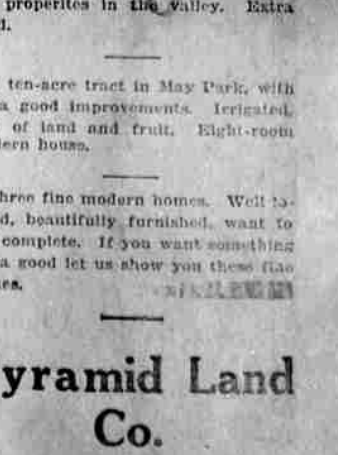 properites in the Valley. Extra
d.
ten-acre tract in May Park, with
a good improvements. Irrigated,
of land and fruit. Eight-room
ern house.
hree fine modern homes. Well lo-
d, beautifully furnished, want to
complete. If you want something
a good let us show you these fine
es.
yramid Land
Co.